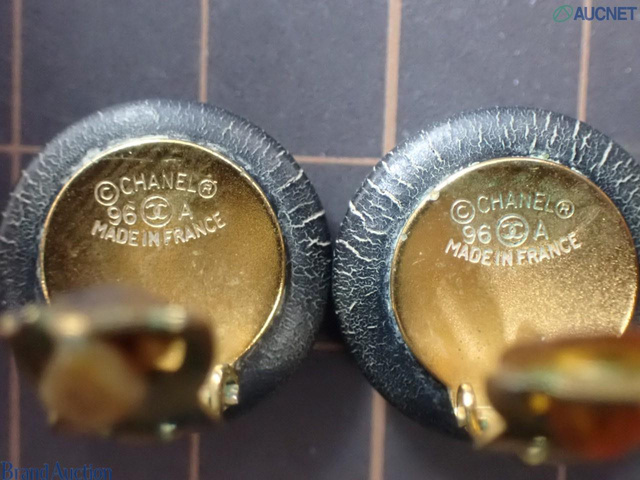 AUCNET
©CHANEL®
96 A
MADE IN FRANCE
©CHANEL®
96 A
MADE IN FRANCE
Brand Auction